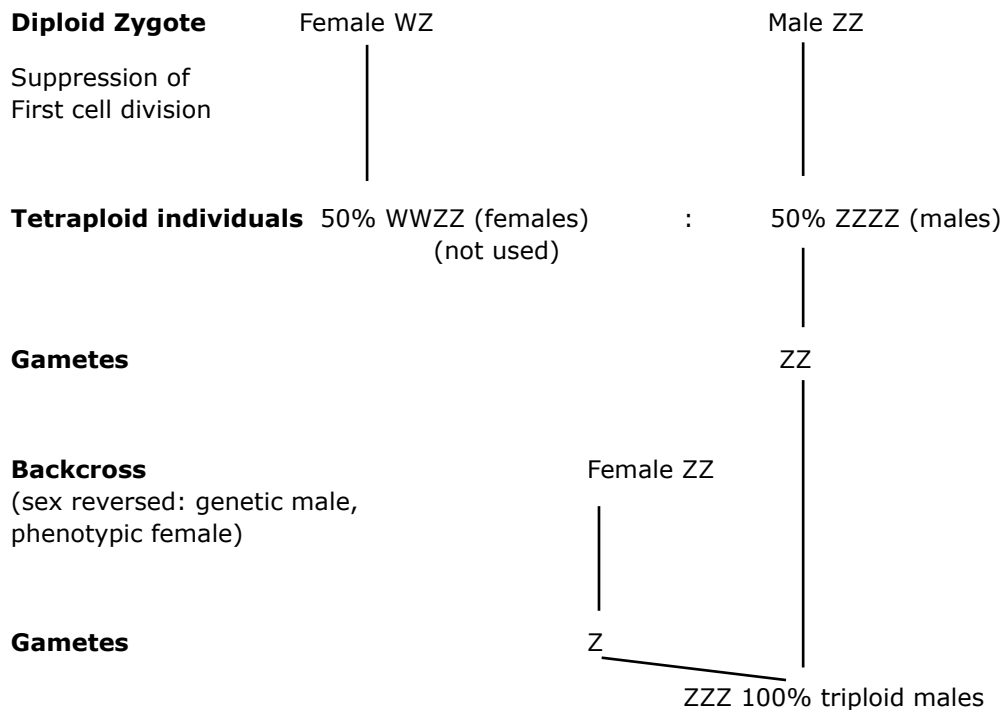 Diploid Zygote Female WZ Male ZZ
Suppression of
First cell division
Tetraploid individuals 50% WWZZ (females) : 50% ZZZZ (males)
(not used)
Gametes ZZ
Backcross Female ZZ
(sex reversed: genetic male,
phenotypic female)
Gametes Z
ZZZ 100% triploid males